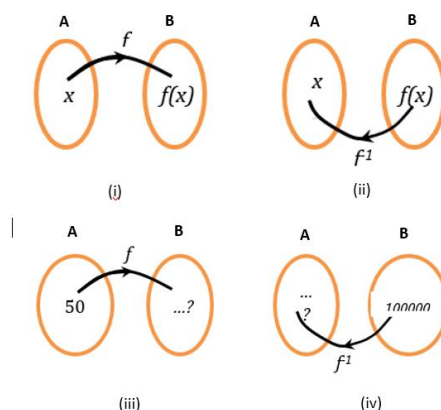 A B A B
f
x f(x) x f(x)
f-1
(i) (ii)
A B A B
f
50 ...? ... 100000
?
f-1
(iii) (iv)